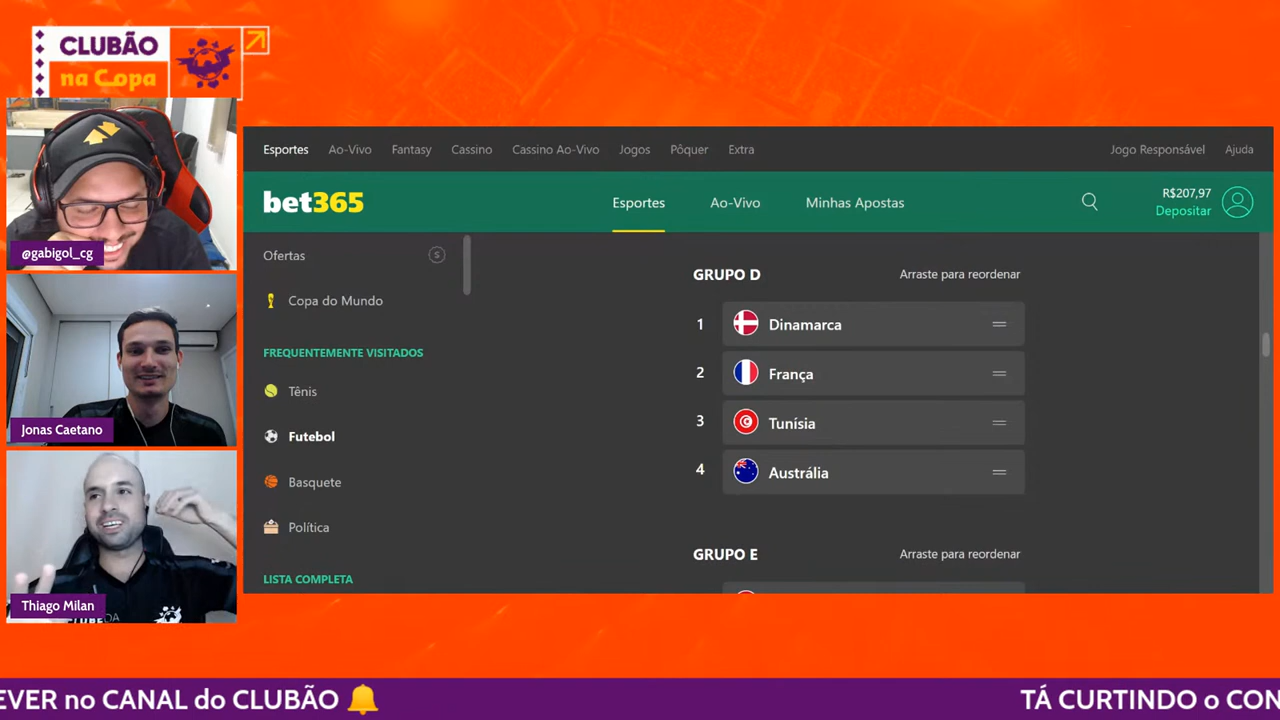 CLUBÃO
na Copa
@gabigol_cg
Jonas Caetano
Thiago Milan
Esportes Ao-Vivo Fantasy Cassino Cassino Ao-Vivo Jogos Pôquer Extra Jogo Responsável Ajuda
bet365 Esportes Ao-Vivo Minhas Apostas R$207,97
Depositar
Ofertas
Copa do Mundo
FREQUENTEMENTE VISITADOS
Tênis
Futebol
Basquete
Política
LISTA COMPLETA
GRUPO D Arraste para reordenar
1 Dinamarca
2 França
3 Tunísia
4 Austrália
GRUPO E Arraste para reordenar
EVER no CANAL do CLUBÃO TÁ CURTINDO o CON